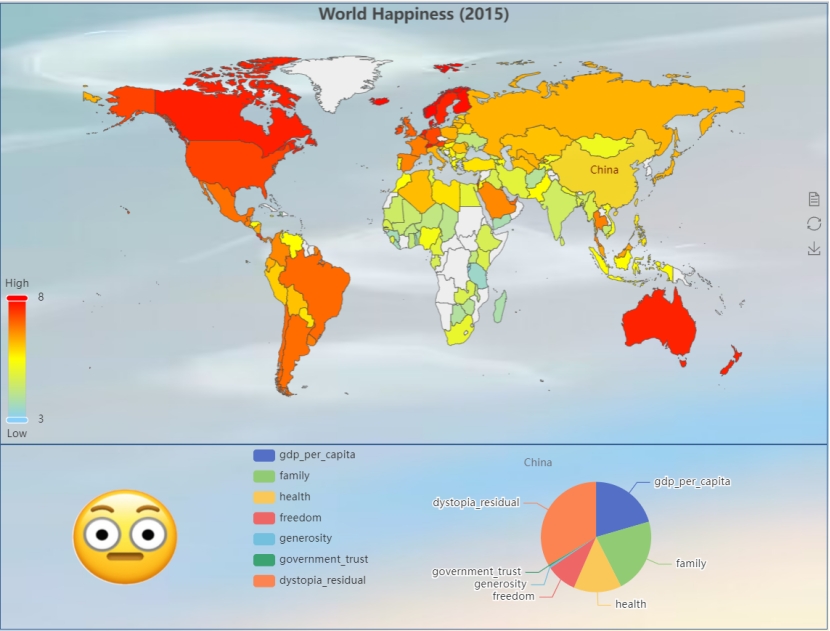 World Happiness (2015)
China
High
8
3
Low
gdp_per_capita
family
health
freedom
generosity
government_trust
dystopia_residual
China
gdp_per_capita
dystopia_residual
family
government_trust
generosity
freedom
health